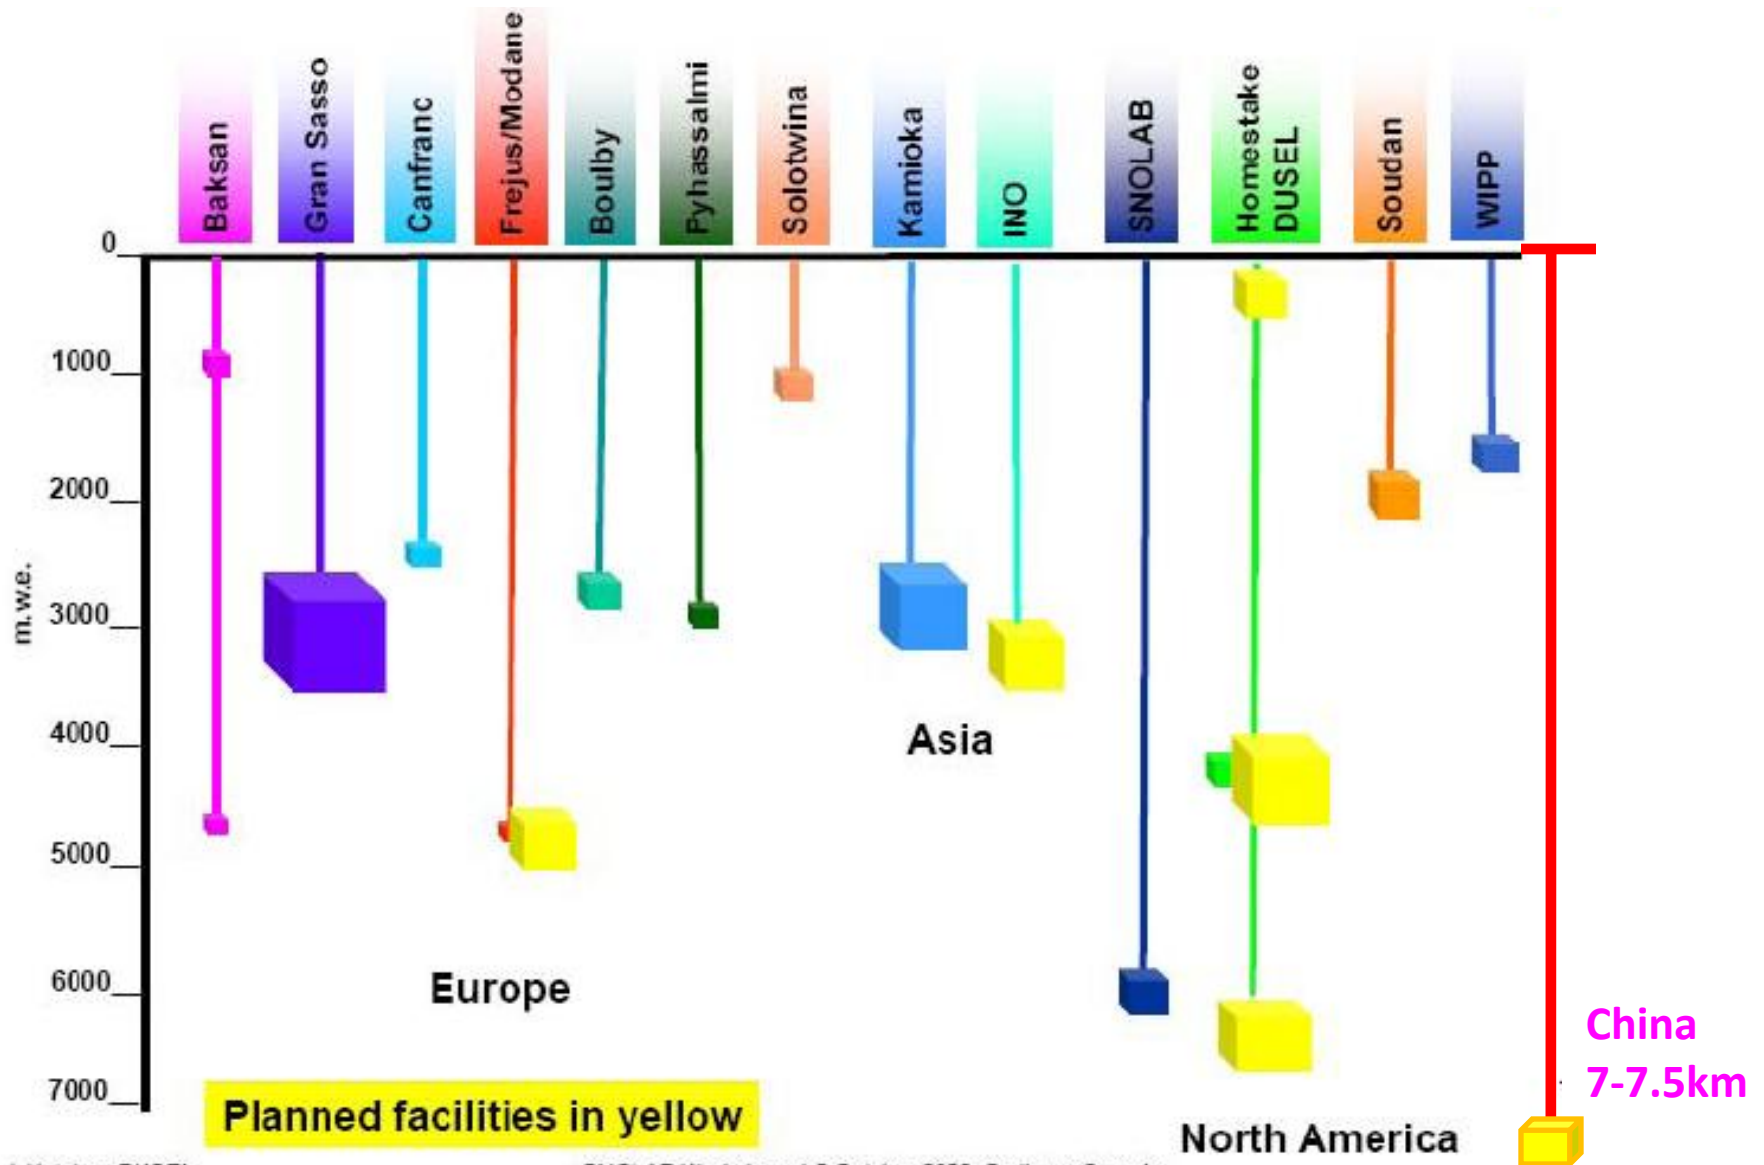 Baksan
Gran Sasso
Canfranc
Frejus/Modane
Boulby
Pyhassalmi
Solotwina
Kamioka
INO
SNOLAB
Homestake
DUSEL
Soudan
WIPP
0
1000
2000
3000
4000
5000
6000
7000
m.w.e.
Asia
Europe
China
7-7.5km
Planned facilities in yellow
North America